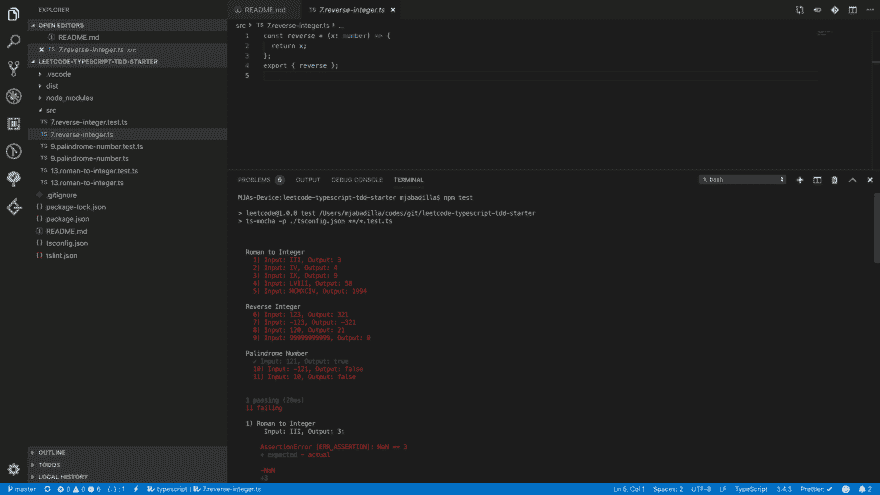 EXPLORER
OPEN EDITORS
README.md
7.reverse-integer.ts src
LEETCODE-TYPESCRIPT-TDD-STARTER
.vscode
dist
node_modules
src
TS 7.reverse-integer.test.ts
TS 7.reverse-integer.ts
TS 9.palindrome-number.test.ts
TS 9.palindrome-number.ts
TS 13.roman-to-integer.test.ts
TS 13.roman-to-integer.ts
.gitignore
{} package-lock.json
{} package.json
README.md
{} tsconfig.json
{} tslint.json
OUTLINE
TODOS
LOCAL HISTORY
README.md
TS 7.reverse-integer.ts
src TS 7.reverse-integer.ts ...
1 const reverse = (x: number) => {
2 return x;
3 };
4 export { reverse };
5
PROBLEMS 6 OUTPUT DEBUG CONSOLE TERMINAL
1: bash
MJAs-Device:leetcode-typescript-tdd-starter mjabadilla$ npm test
> leetcode@1.0.0 test /Users/mjabadilla/codes/git/leetcode-typescript-tdd-starter
> ts-mocha -p ./tsconfig.json **/*.test.ts
Roman to Integer
1) Input: III, Output: 3
2) Input: IV, Output: 4
3) Input: IX, Output: 9
4) Input: LVIII, Output: 58
5) Input: MCMXCIV, Output: 1994
Reverse Integer
6) Input: 123, Output: 321
7) Input: -123, Output: -321
8) Input: 120, Output: 21
9) Input: 99999999999, Output: 0
Palindrome Number
✓ Input: 121, Output: true
10) Input: -121, Output: false
11) Input: 10, Output: false
1 passing (20ms)
11 failing
1) Roman to Integer
Input: III, Output: 3:
AssertionError [ERR_ASSERTION]: NaN == 3
+ expected - actual
-NaN
+3
master 0 0 6 {..}: 1 typescript | 7.reverse-integer.ts Ln 5, Col 1 Spaces: 2 UTF-8 LF TypeScript 3.4.5 Prettier ✓ 2